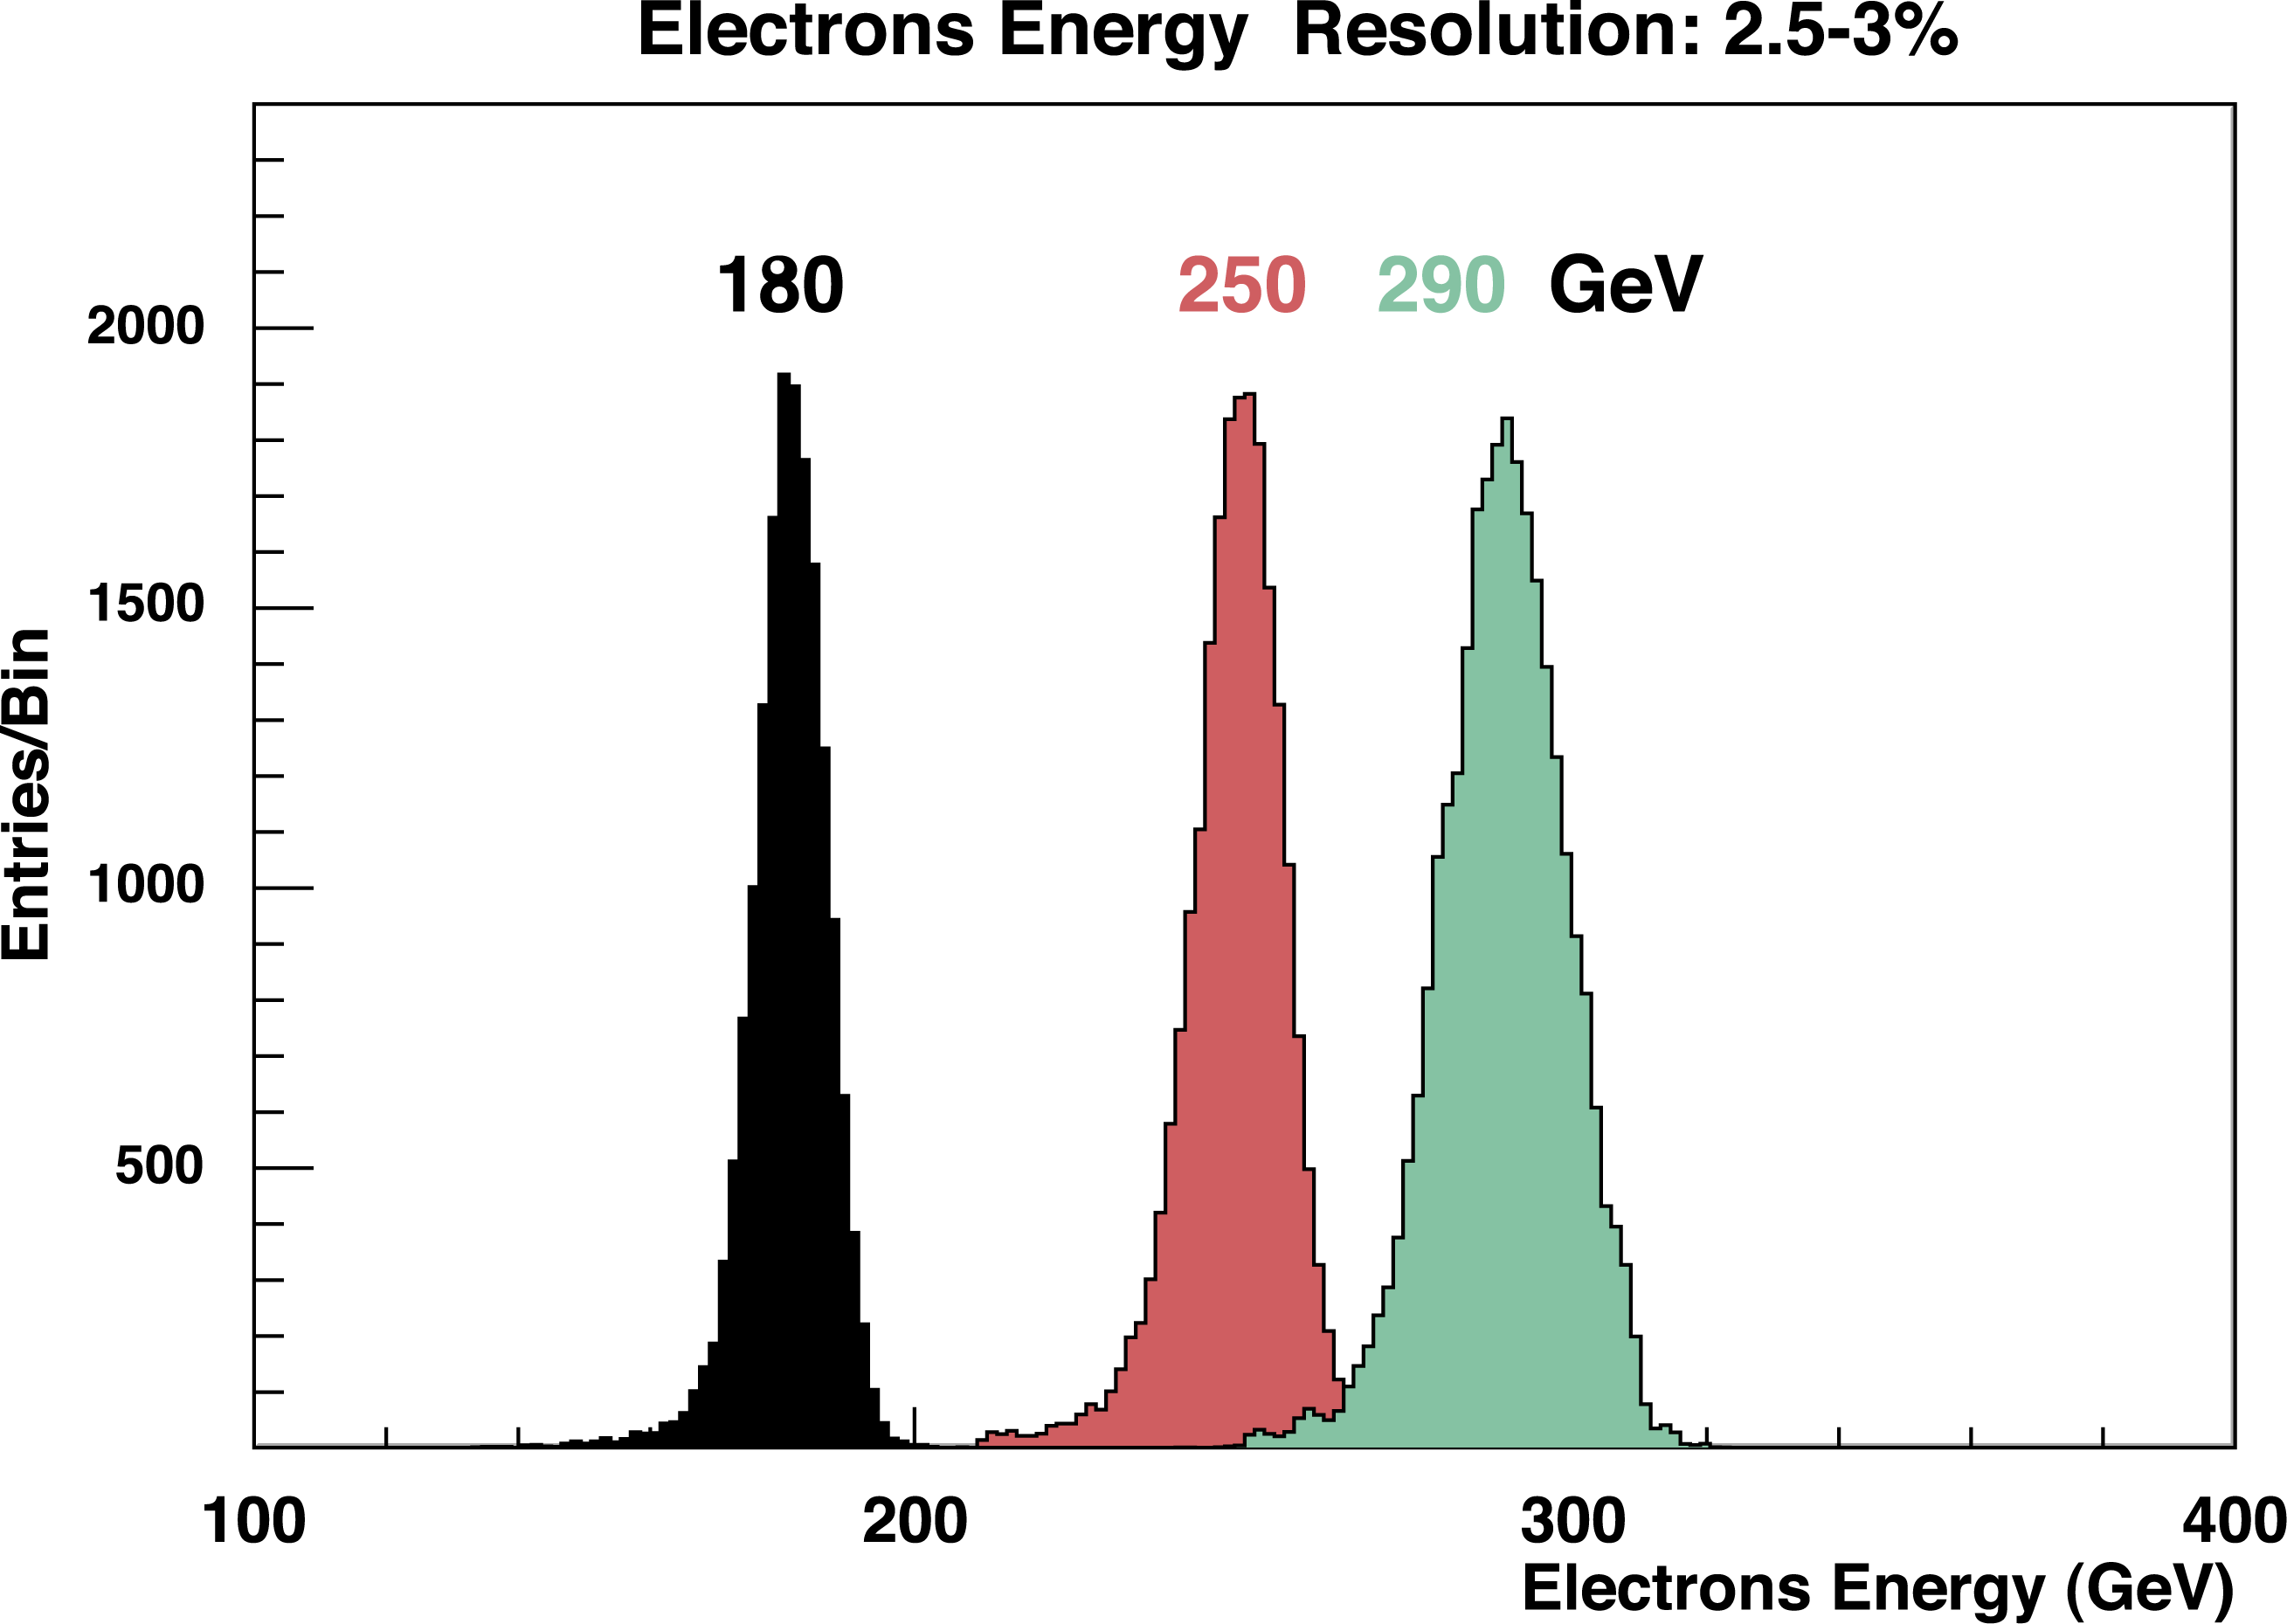 Electrons Energy Resolution: 2.5-3%
180 250 290 GeV
2000
1500
1000
500
Entries/Bin
100 200 300 400
Electrons Energy (GeV)